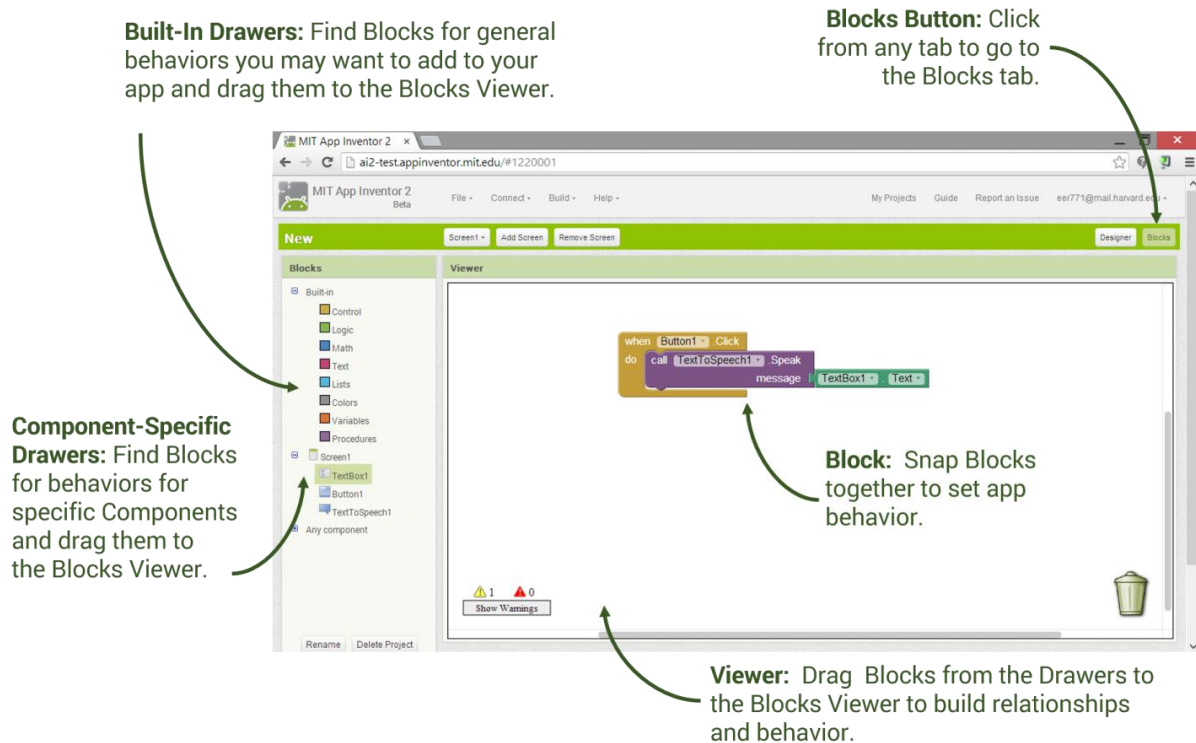 Built-In Drawers: Find Blocks for general
behaviors you may want to add to your
app and drag them to the Blocks Viewer.
Blocks Button: Click
from any tab to go to
the Blocks tab.
MIT App Inventor 2 ×
ai2-test.appinventor.mit.edu/#1220001
MIT App Inventor 2
Beta
File Connect Build Help
My Projects Guide Report an Issue eer771@mail.harvard.edu
New
Screen1 Add Screen Remove Screen
Designer Blocks
Blocks
Viewer
Built-in
Control
Logic
Math
Text
Lists
Colors
Variables
Procedures
Screen1
TextBox1
Button1
TextToSpeech1
Any component
Rename Delete Project
when Button1 .Click
do call TextToSpeech1 .Speak
message TextBox1 . Text
1 0
Show Warnings
Component-Specific
Drawers: Find Blocks
for behaviors for
specific Components
and drag them to
the Blocks Viewer.
Block: Snap Blocks
together to set app
behavior.
Viewer: Drag Blocks from the Drawers to
the Blocks Viewer to build relationships
and behavior.